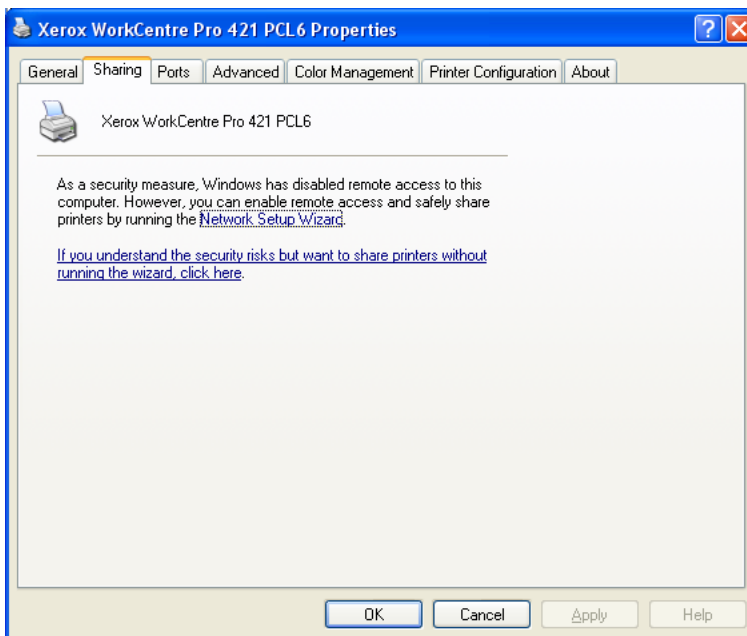 Xerox WorkCentre Pro 421 PCL6 Properties
General Sharing Ports Advanced Color Management Printer Configuration About
Xerox WorkCentre Pro 421 PCL6
As a security measure, Windows has disabled remote access to this
computer. However, you can enable remote access and safely share
printers by running the Network Setup Wizard.
If you understand the security risks but want to share printers without
running the wizard, click here.
OK Cancel Apply Help